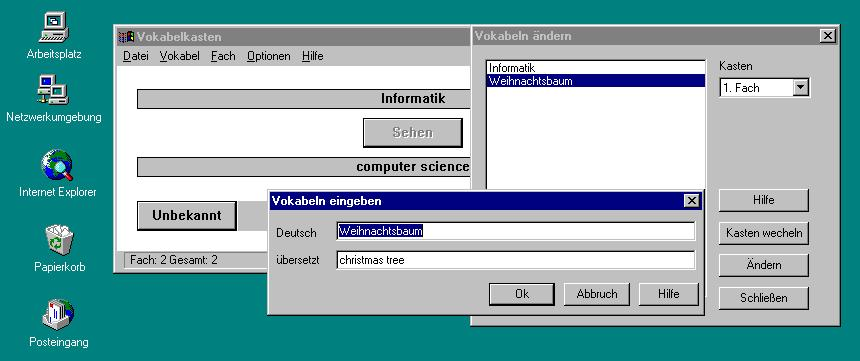 Arbeitsplatz
Netzwerkumgebung
Internet Explorer
Papierkorb
Posteingang
Vokabelkasten
Datei Vokabel Fach Optionen Hilfe
Informatik
Sehen
computer science
Unbekannt
Fach: 2 Gesamt: 2
Vokabeln ändern
Informatik
Weihnachtsbaum
Kasten
1. Fach
Hilfe
Kasten wecheln
Ändern
Schließen
Vokabeln eingeben
Deutsch Weihnachtsbaum
übersetzt christmas tree
Ok Abbruch Hilfe